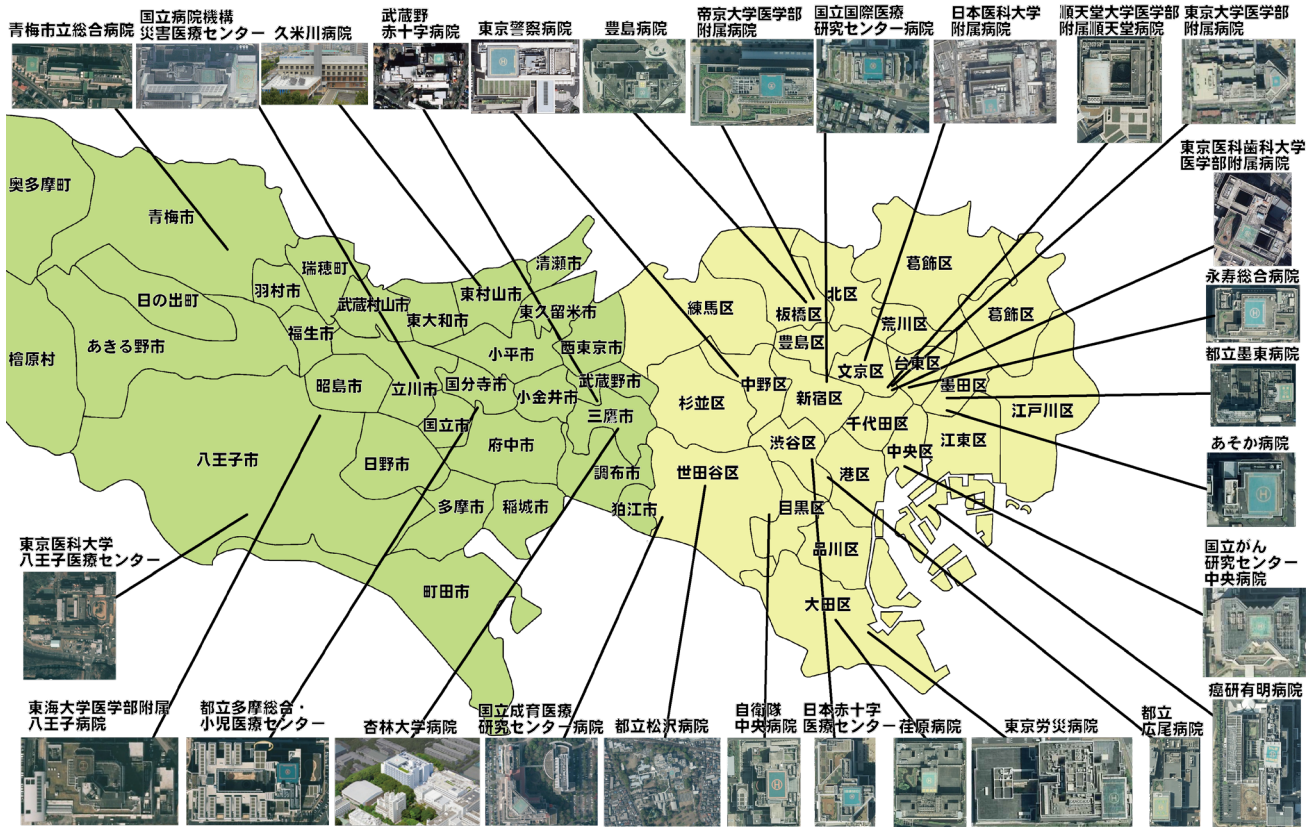 青梅市立総合病院
国立病院機構
災害医療センター
久米川病院
武蔵野
赤十字病院
東京警察病院
豊島病院
帝京大学医学部
附属病院
国立国際医療
研究センター病院
日本医科大学
附属病院
順天堂大学医学部
附属順天堂病院
東京大学医学部
附属病院
東京医科歯科大学
医学部附属病院
永寿総合病院
都立墨東病院
あそか病院
国立がん
研究センター
中央病院
癌研有明病院
奥多摩町
青梅市
瑞穂町
羽村市
日の出町
武蔵村山市
福生市
あきる野市
檜原村
東大和市
東村山市
清瀬市
東久留米市
小平市
西東京市
昭島市
立川市
国分寺市
小金井市
武蔵野市
三鷹市
国立市
府中市
八王子市
日野市
調布市
多摩市
稲城市
狛江市
町田市
葛飾区
北区
練馬区
板橋区
荒川区
葛飾区
豊島区
文京区
台東区
中野区
新宿区
墨田区
杉並区
千代田区
江東区
江戸川区
渋谷区
中央区
世田谷区
港区
目黒区
品川区
大田区
東京医科大学
八王子医療センター
東海大学医学部附属
八王子病院
都立多摩総合・
小児医療センター
杏林大学病院
国立成育医療
研究センター病院
都立松沢病院
自衛隊
中央病院
日本赤十字
医療センター
荏原病院
東京労災病院
都立
広尾病院